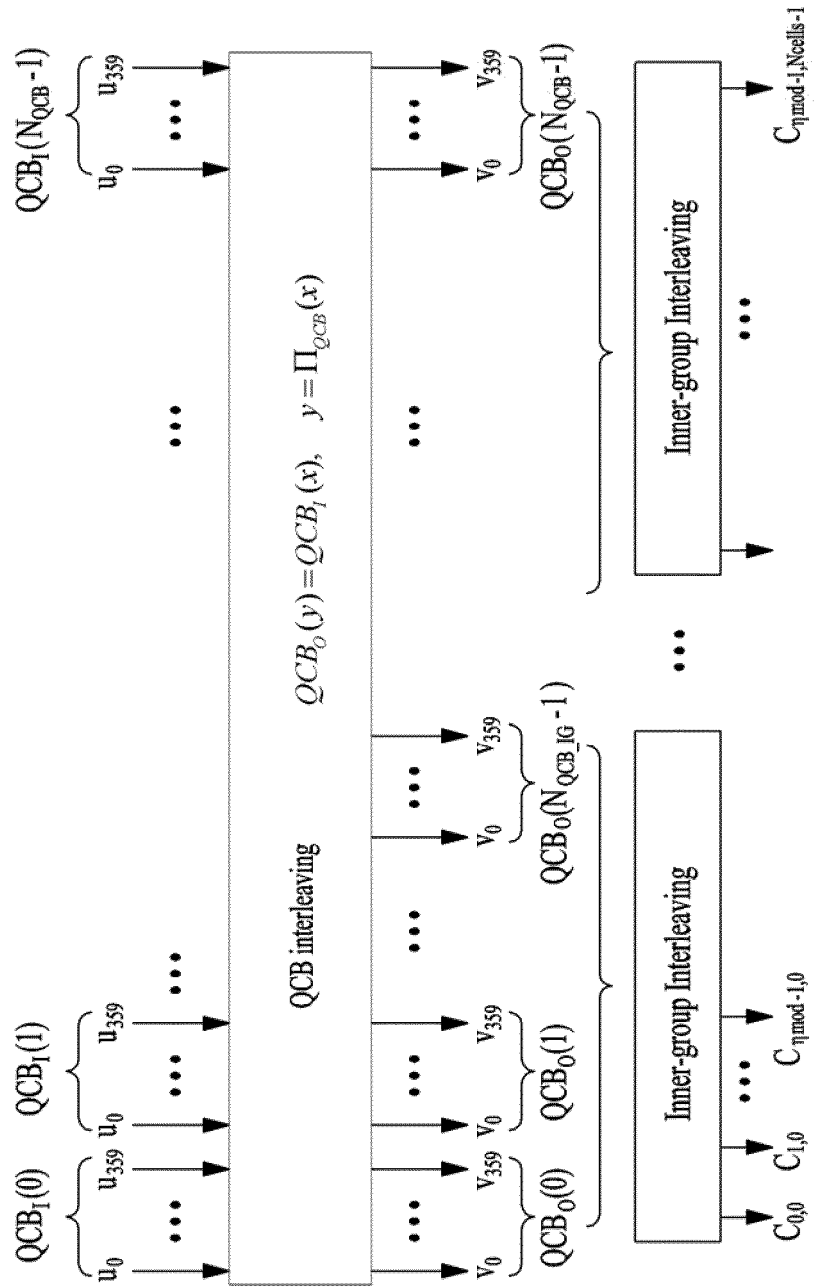 QCB_I(0) QCB_I(1) QCB_I(N_QCB-1)
u_0 ••• u_359 u_0 ••• u_359 ••• ••• u_0 ••• u_359
QCB interleaving QCB_O(y)=QCB_I(x), y=Π_QCB(x)
v_0 ••• v_359 v_0 ••• v_359 ••• v_0 ••• v_359 ••• v_0 ••• v_359
QCB_O(0) QCB_O(1) QCB_O(N_QCB_IG-1) QCB_O(N_QCB-1)
Inner-group Interleaving ••• Inner-group Interleaving
C_0,0 C_1,0 ••• C_ηmod-1,0 ••• C_ηmod-1,Ncells-1